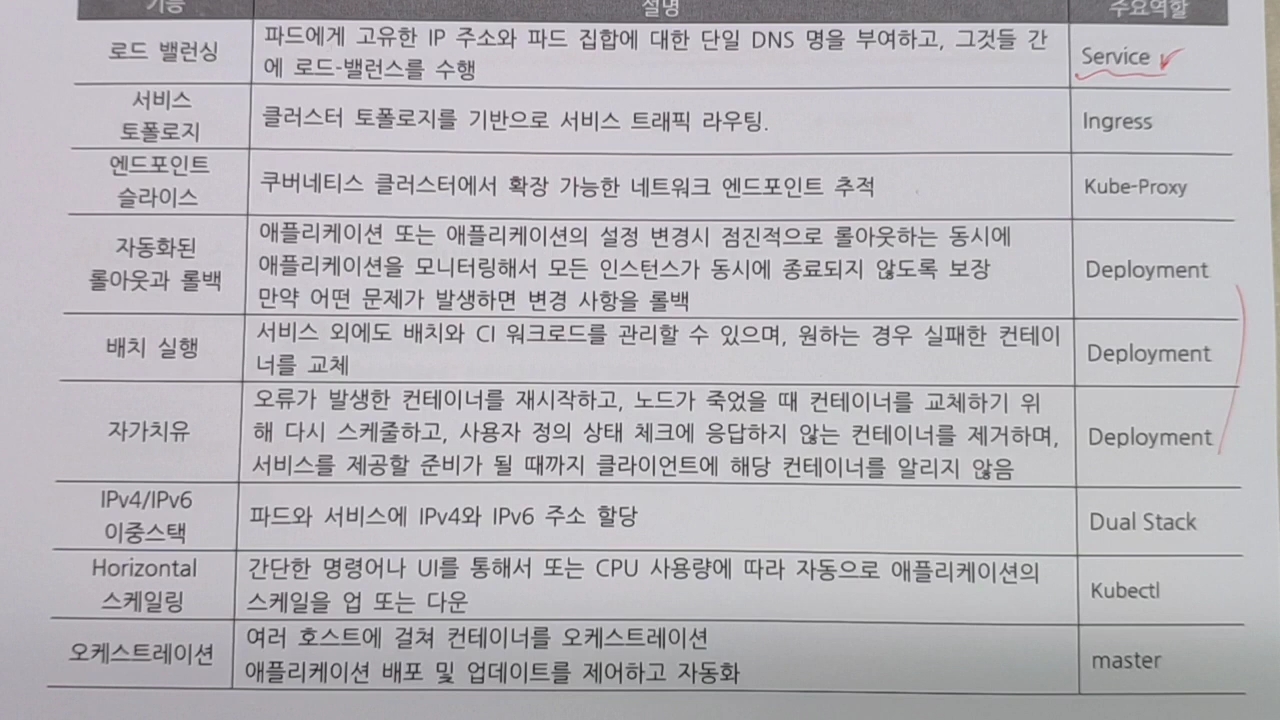 기능 설명 주요역할
로드 밸런싱
파드에게 고유한 IP 주소와 파드 집합에 대한 단일 DNS 명을 부여하고, 그것들 간
에 로드-밸런스를 수행
Service
서비스
토폴로지
클러스터 토폴로지를 기반으로 서비스 트래픽 라우팅.
Ingress
엔드포인트
슬라이스
쿠버네티스 클러스터에서 확장 가능한 네트워크 엔드포인트 추적
Kube-Proxy
자동화된
롤아웃과 롤백
애플리케이션 또는 애플리케이션의 설정 변경시 점진적으로 롤아웃하는 동시에
애플리케이션을 모니터링해서 모든 인스턴스가 동시에 종료되지 않도록 보장
만약 어떤 문제가 발생하면 변경 사항을 롤백
Deployment
배치 실행
서비스 외에도 배치와 CI 워크로드를 관리할 수 있으며, 원하는 경우 실패한 컨테이
너를 교체
Deployment
자가치유
오류가 발생한 컨테이너를 재시작하고, 노드가 죽었을 때 컨테이너를 교체하기 위
해 다시 스케줄하고, 사용자 정의 상태 체크에 응답하지 않는 컨테이너를 제거하며,
서비스를 제공할 준비가 될 때까지 클라이언트에 해당 컨테이너를 알리지 않음
Deployment
IPv4/IPv6
이중스택
파드와 서비스에 IPv4와 IPv6 주소 할당
Dual Stack
Horizontal
스케일링
간단한 명령어나 UI를 통해서 또는 CPU 사용량에 따라 자동으로 애플리케이션의
스케일을 업 또는 다운
Kubectl
오케스트레이션
여러 호스트에 걸쳐 컨테이너를 오케스트레이션
애플리케이션 배포 및 업데이트를 제어하고 자동화
master